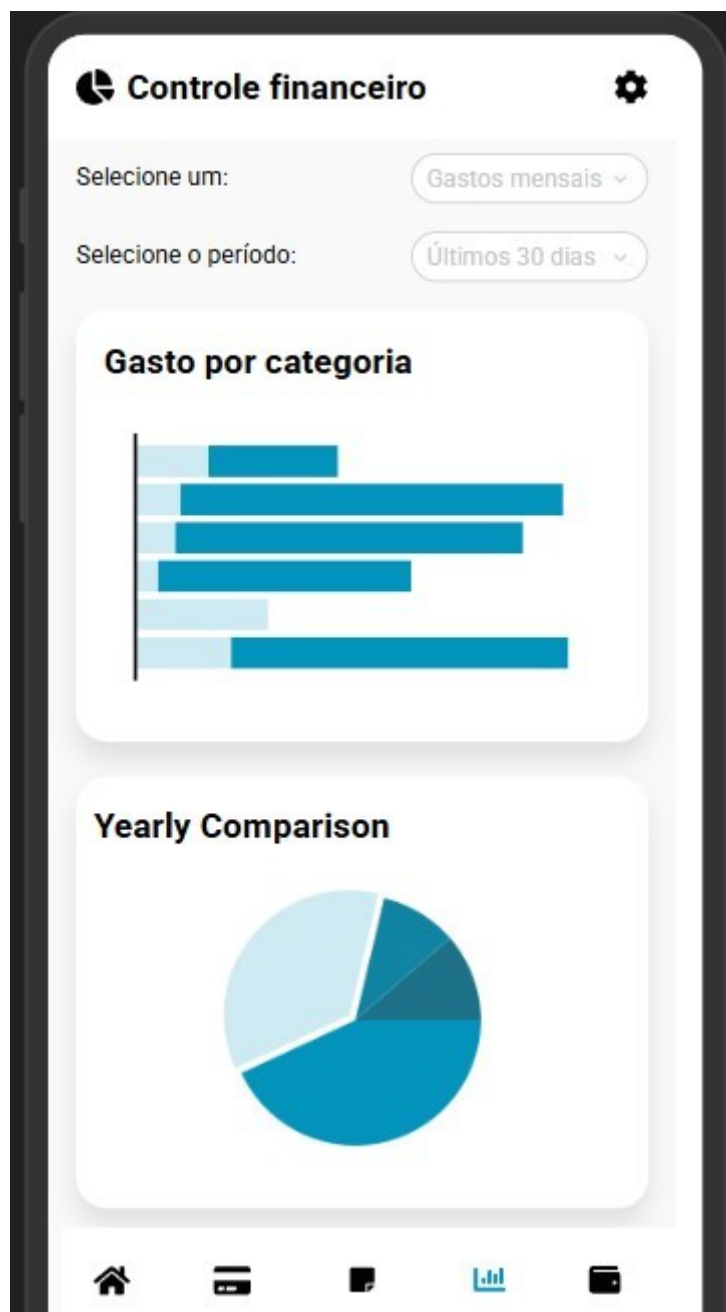 Controle financeiro
Selecione um: Gastos mensais
Selecione o período: Últimos 30 dias
Gasto por categoria
Yearly Comparison